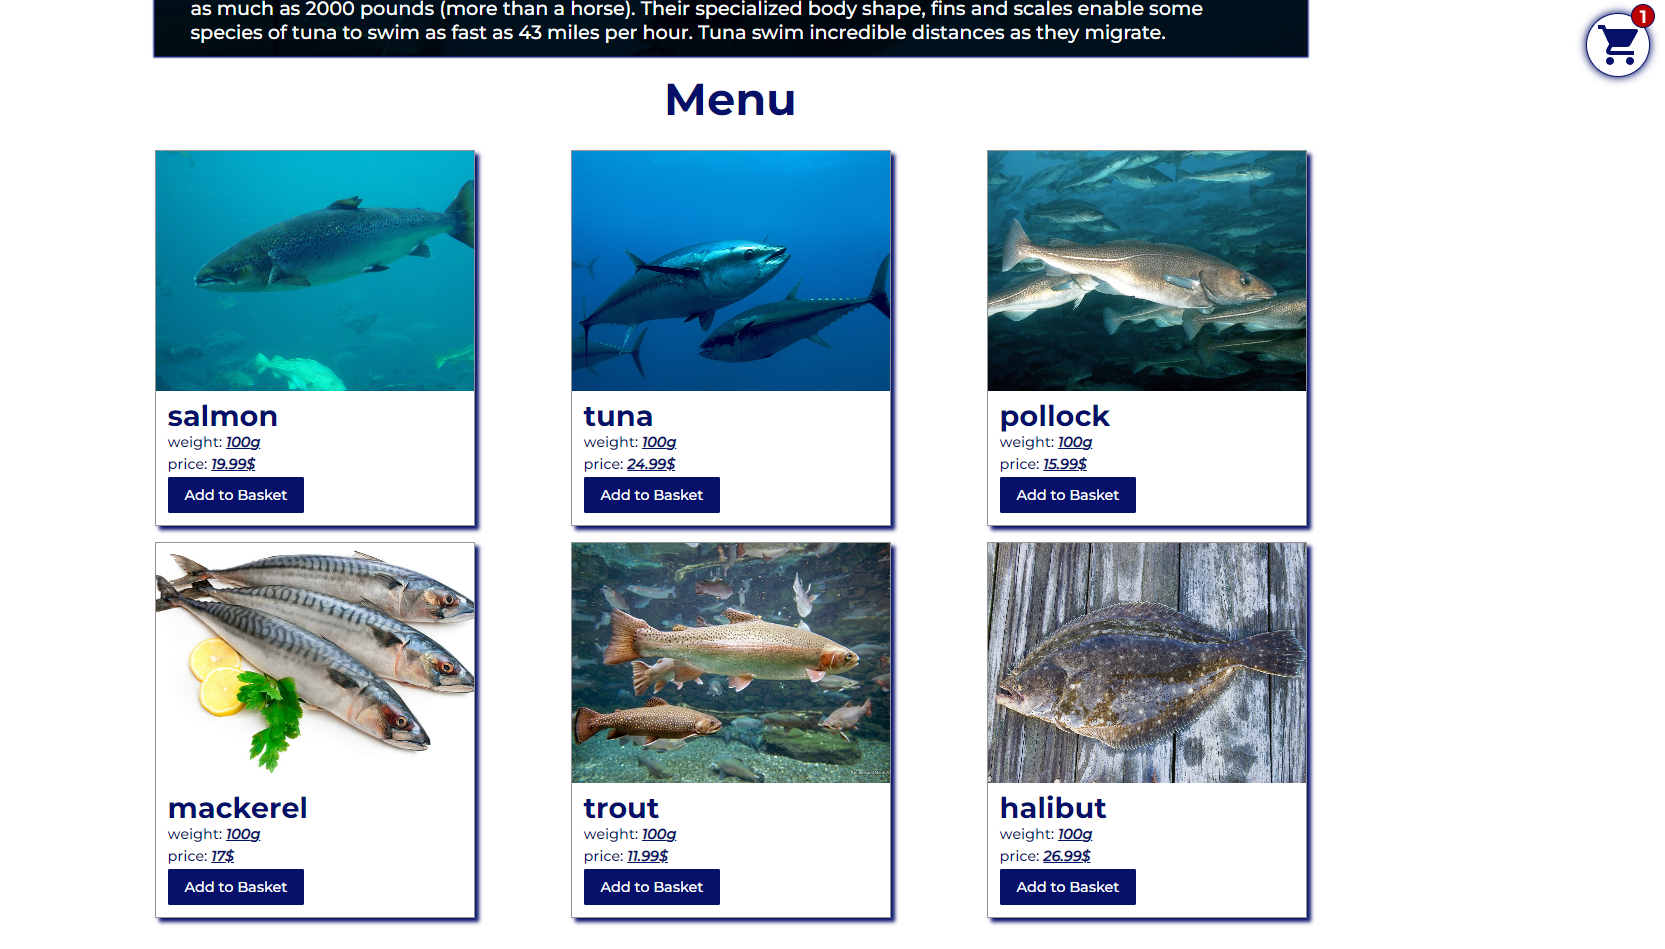 as much as 2000 pounds (more than a horse). Their specialized body shape, fins and scales enable some
species of tuna to swim as fast as 43 miles per hour. Tuna swim incredible distances as they migrate.
1
Menu
salmon
weight: 100g
price: 19.99$
Add to Basket
tuna
weight: 100g
price: 24.99$
Add to Basket
pollock
weight: 100g
price: 15.99$
Add to Basket
mackerel
weight: 100g
price: 17$
Add to Basket
trout
weight: 100g
price: 11.99$
Add to Basket
halibut
weight: 100g
price: 26.99$
Add to Basket